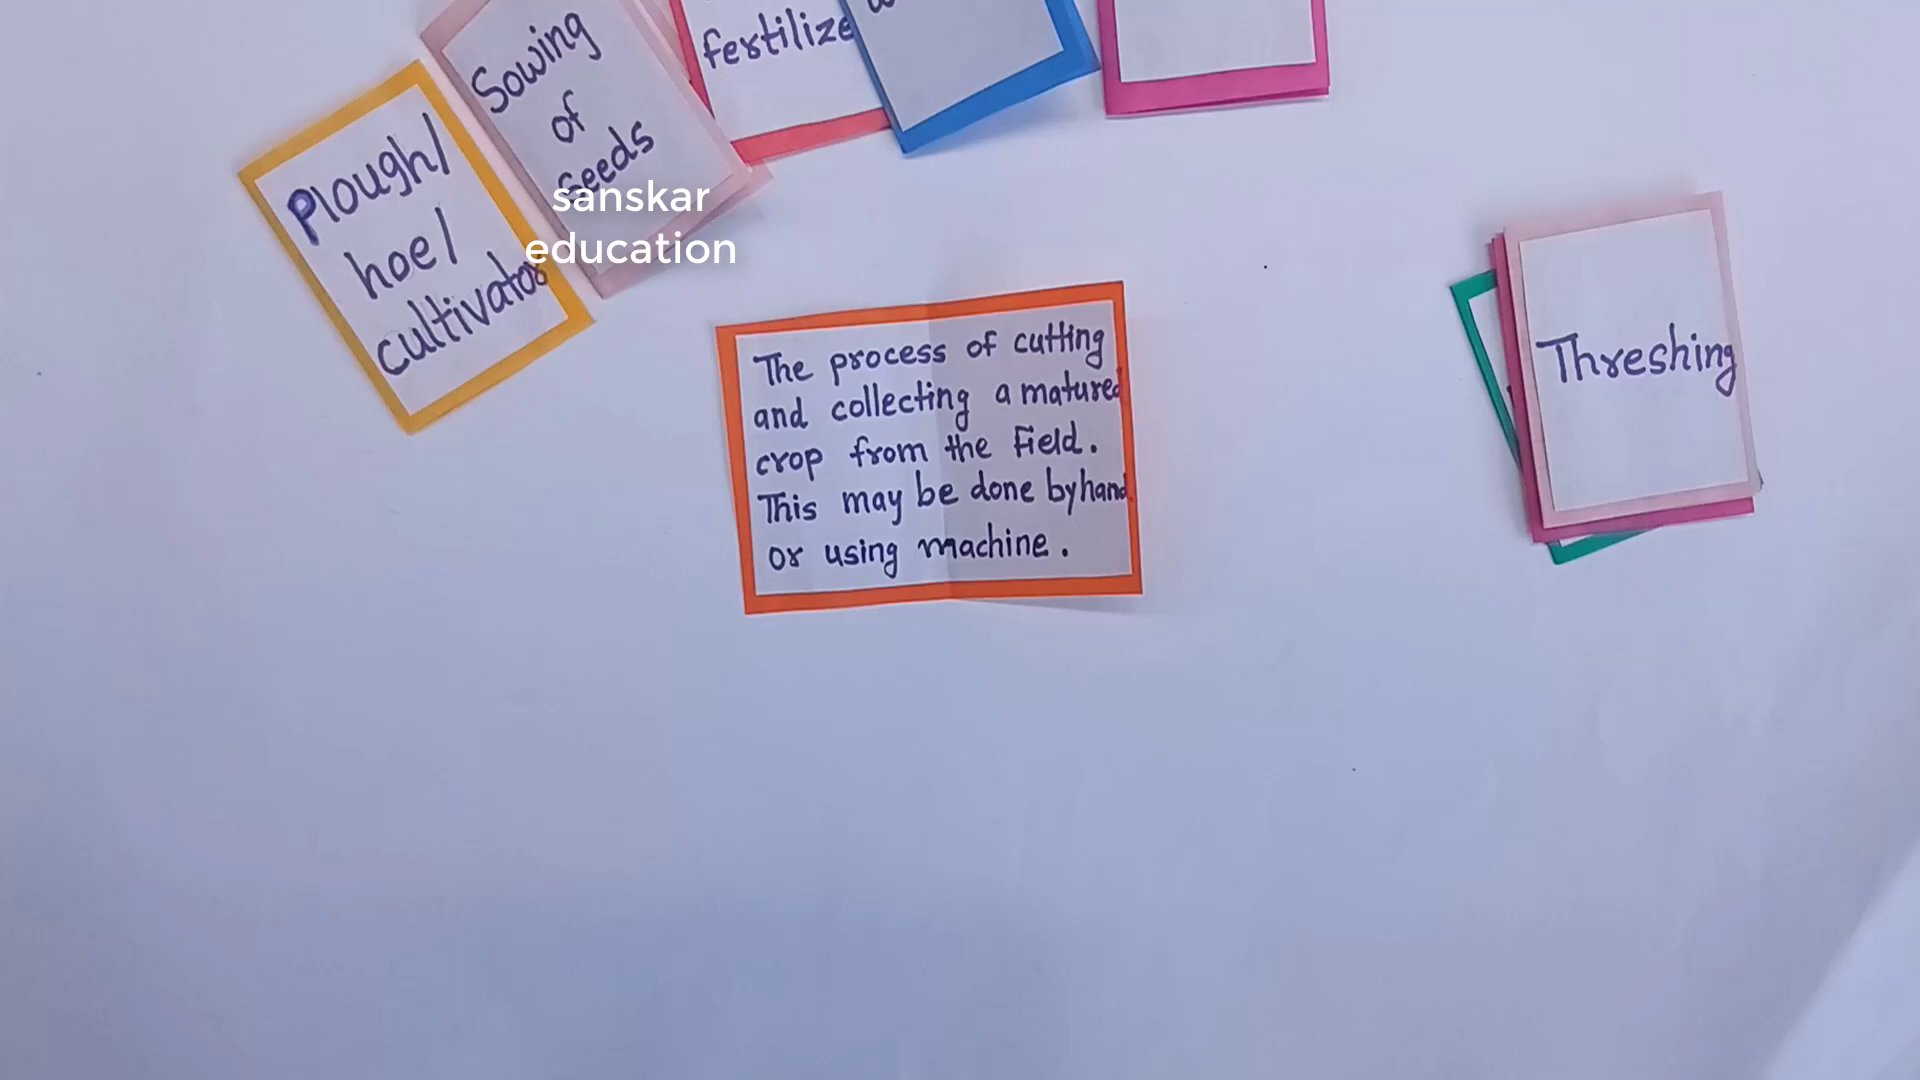 Plough/
hoe/
cultivator
Sowing
of
seeds
fertilize
sanskar
education
The process of cutting
and collecting a matured
crop from the Field.
This may be done by hand
or using machine.
Threshing